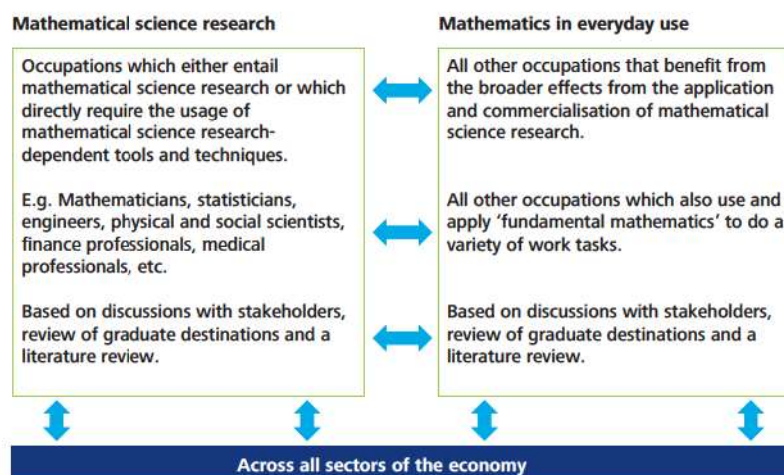 Mathematical science research
Occupations which either entail
mathematical science research or which
directly require the usage of
mathematical science research-
dependent tools and techniques.
E.g. Mathematicians, statisticians,
engineers, physical and social scientists,
finance professionals, medical
professionals, etc.
Based on discussions with stakeholders,
review of graduate destinations and a
literature review.
Mathematics in everyday use
All other occupations that benefit from
the broader effects from the application
and commercialisation of mathematical
science research.
All other occupations which also use and
apply ‘fundamental mathematics’ to do a
variety of work tasks.
Based on discussions with stakeholders,
review of graduate destinations and a
literature review.
Across all sectors of the economy